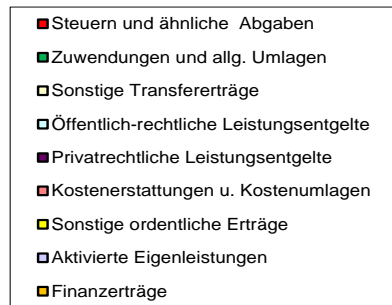 Steuern und ähnliche  Abgaben
Zuwendungen und allg. Umlagen
Sonstige Transfererträge
Öffentlich-rechtliche Leistungsentgelte
Privatrechtliche Leistungsentgelte
Kostenerstattungen u. Kostenumlagen
Sonstige ordentliche Erträge
Aktivierte Eigenleistungen
Finanzerträge